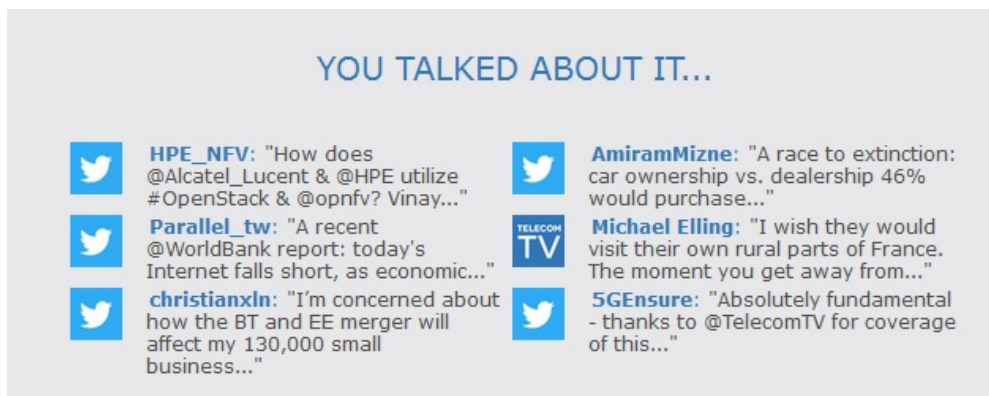 YOU TALKED ABOUT IT...
HPE_NFV: "How does
@Alcatel_Lucent & @HPE utilize
#OpenStack & @opnfv? Vinay..."
Parallel_tw: "A recent
@WorldBank report: today's
Internet falls short, as economic..."
christianxln: "I’m concerned about
how the BT and EE merger will
affect my 130,000 small
business..."
AmiramMizne: "A race to extinction:
car ownership vs. dealership 46%
would purchase..."
TELECOM
TV
Michael Elling: "I wish they would
visit their own rural parts of France.
The moment you get away from..."
5GEnsure: "Absolutely fundamental
- thanks to @TelecomTV for coverage
of this..."